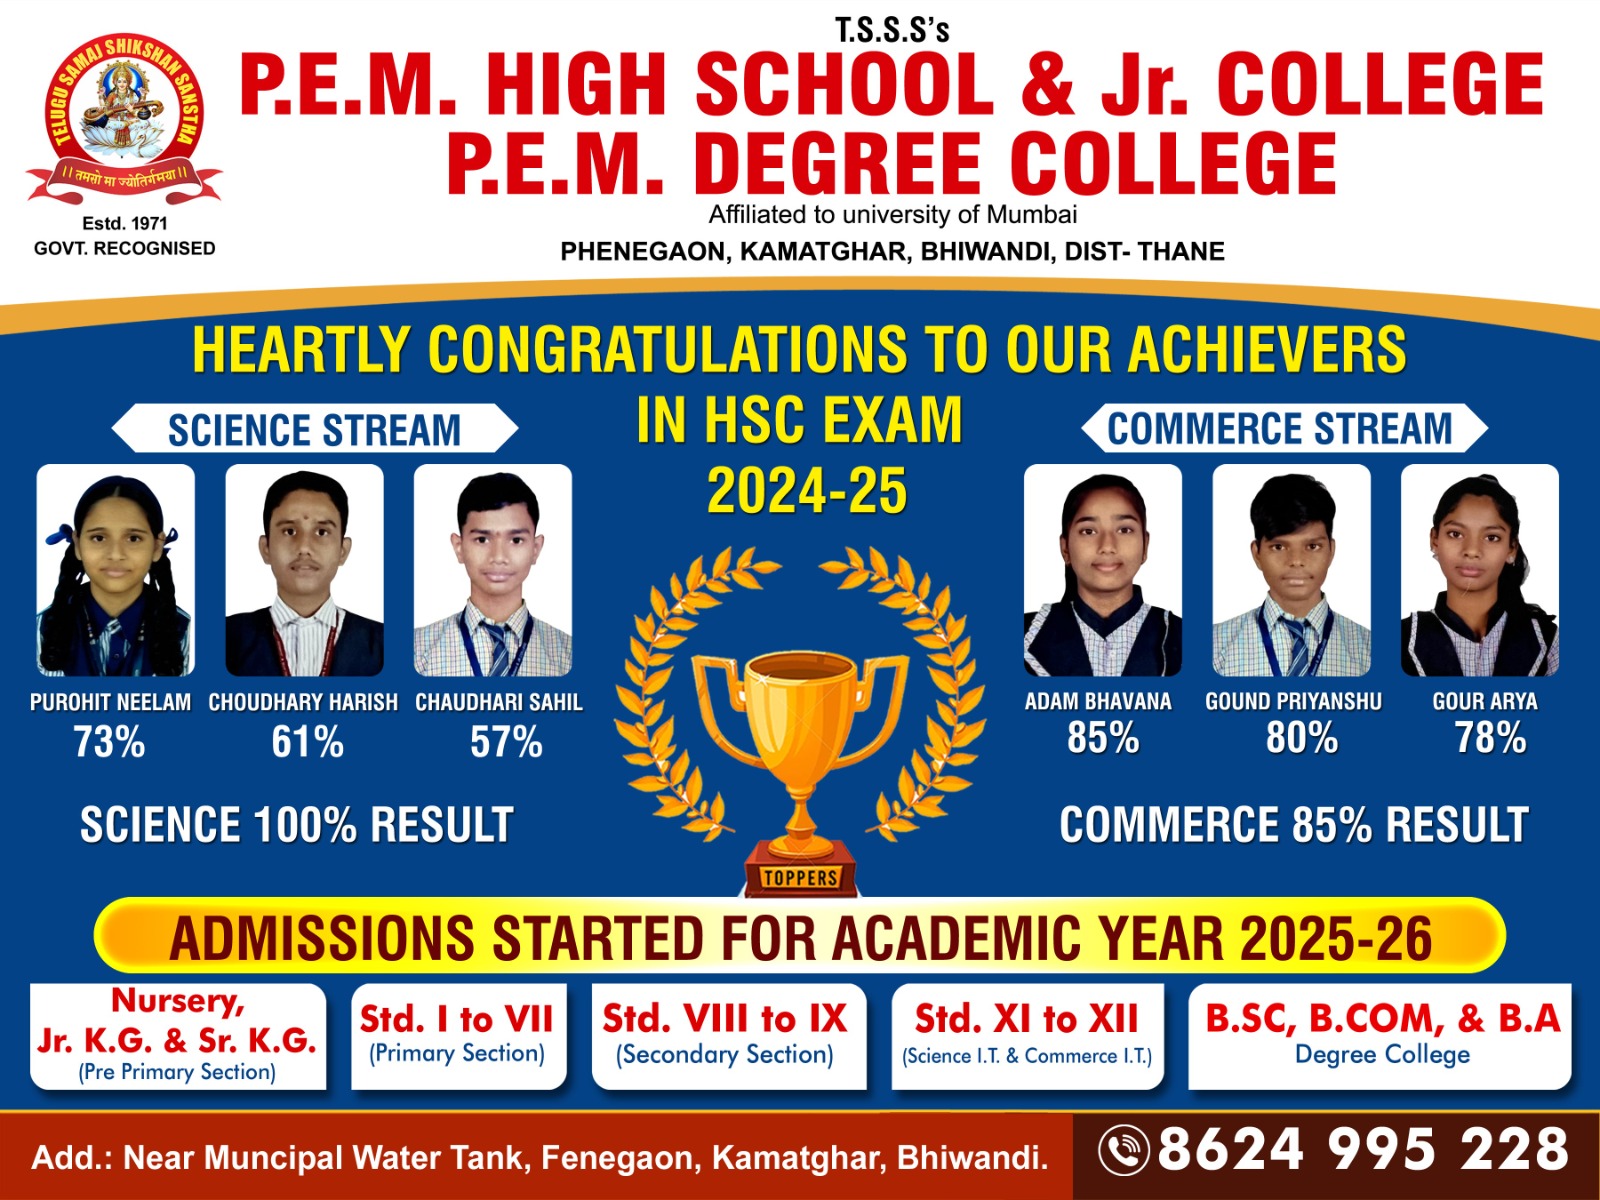 T.S.S.S's
P.E.M. HIGH SCHOOL & Jr. COLLEGE
P.E.M. DEGREE COLLEGE
Affiliated to university of Mumbai
PHENEGAON, KAMATGHAR, BHIWANDI, DIST- THANE
TELUGU SAMAJ SHIKSHAN SANSTHA
।। तमसो मा ज्योतिर्गमया ।।
Estd. 1971
GOVT. RECOGNISED
HEARTLY CONGRATULATIONS TO OUR ACHIEVERS
IN HSC EXAM
2024-25
SCIENCE STREAM
PUROHIT NEELAM CHOUDHARY HARISH CHAUDHARI SAHIL
73% 61% 57%
SCIENCE 100% RESULT
TOPPERS
COMMERCE STREAM
ADAM BHAVANA GOUND PRIYANSHU GOUR ARYA
85% 80% 78%
COMMERCE 85% RESULT
ADMISSIONS STARTED FOR ACADEMIC YEAR 2025-26
Nursery,
Jr. K.G. & Sr. K.G.
(Pre Primary Section)
Std. I to VII
(Primary Section)
Std. VIII to IX
(Secondary Section)
Std. XI to XII
(Science I.T. & Commerce I.T.)
B.SC, B.COM, & B.A
Degree College
Add.: Near Muncipal Water Tank, Fenegaon, Kamatghar, Bhiwandi.
8624 995 228